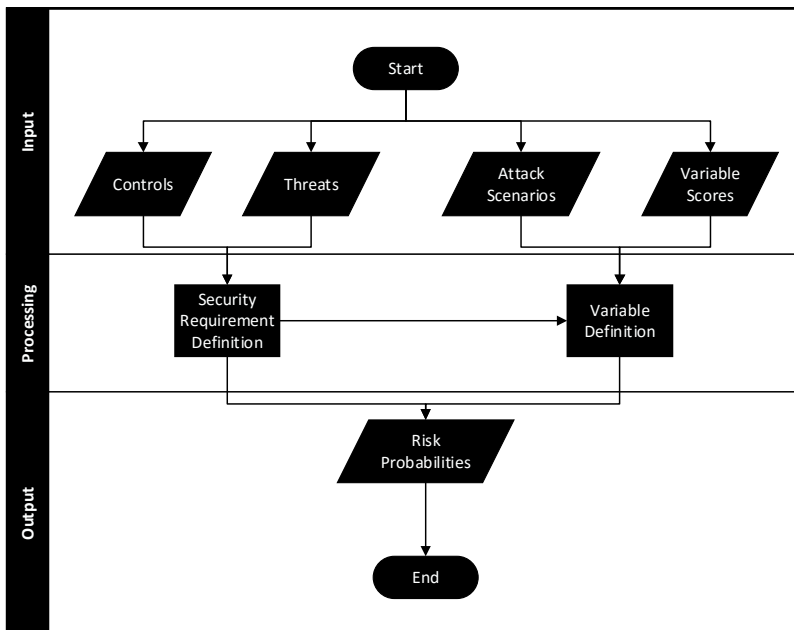 Input
Start
Controls
Threats
Attack
Scenarios
Variable
Scores
Processing
Security
Requirement
Definition
Variable
Definition
Output
Risk
Probabilities
End